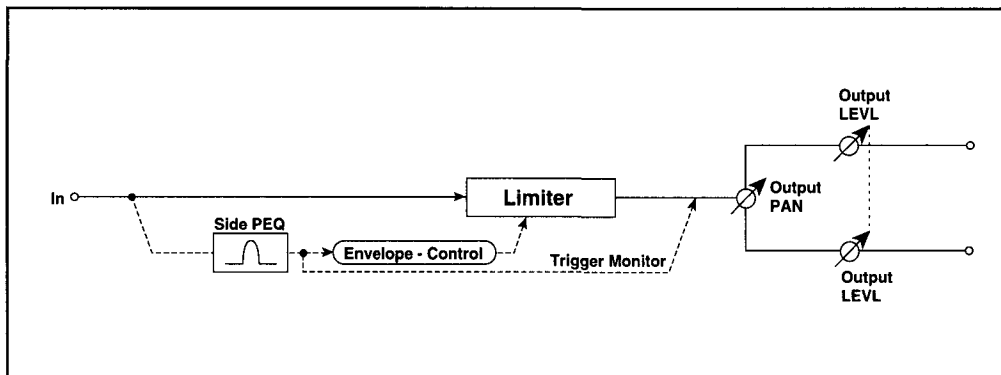 Output
LEVL
In
Limiter
Output
PAN
Side PEQ
Envelope - Control
Trigger Monitor
Output
LEVL